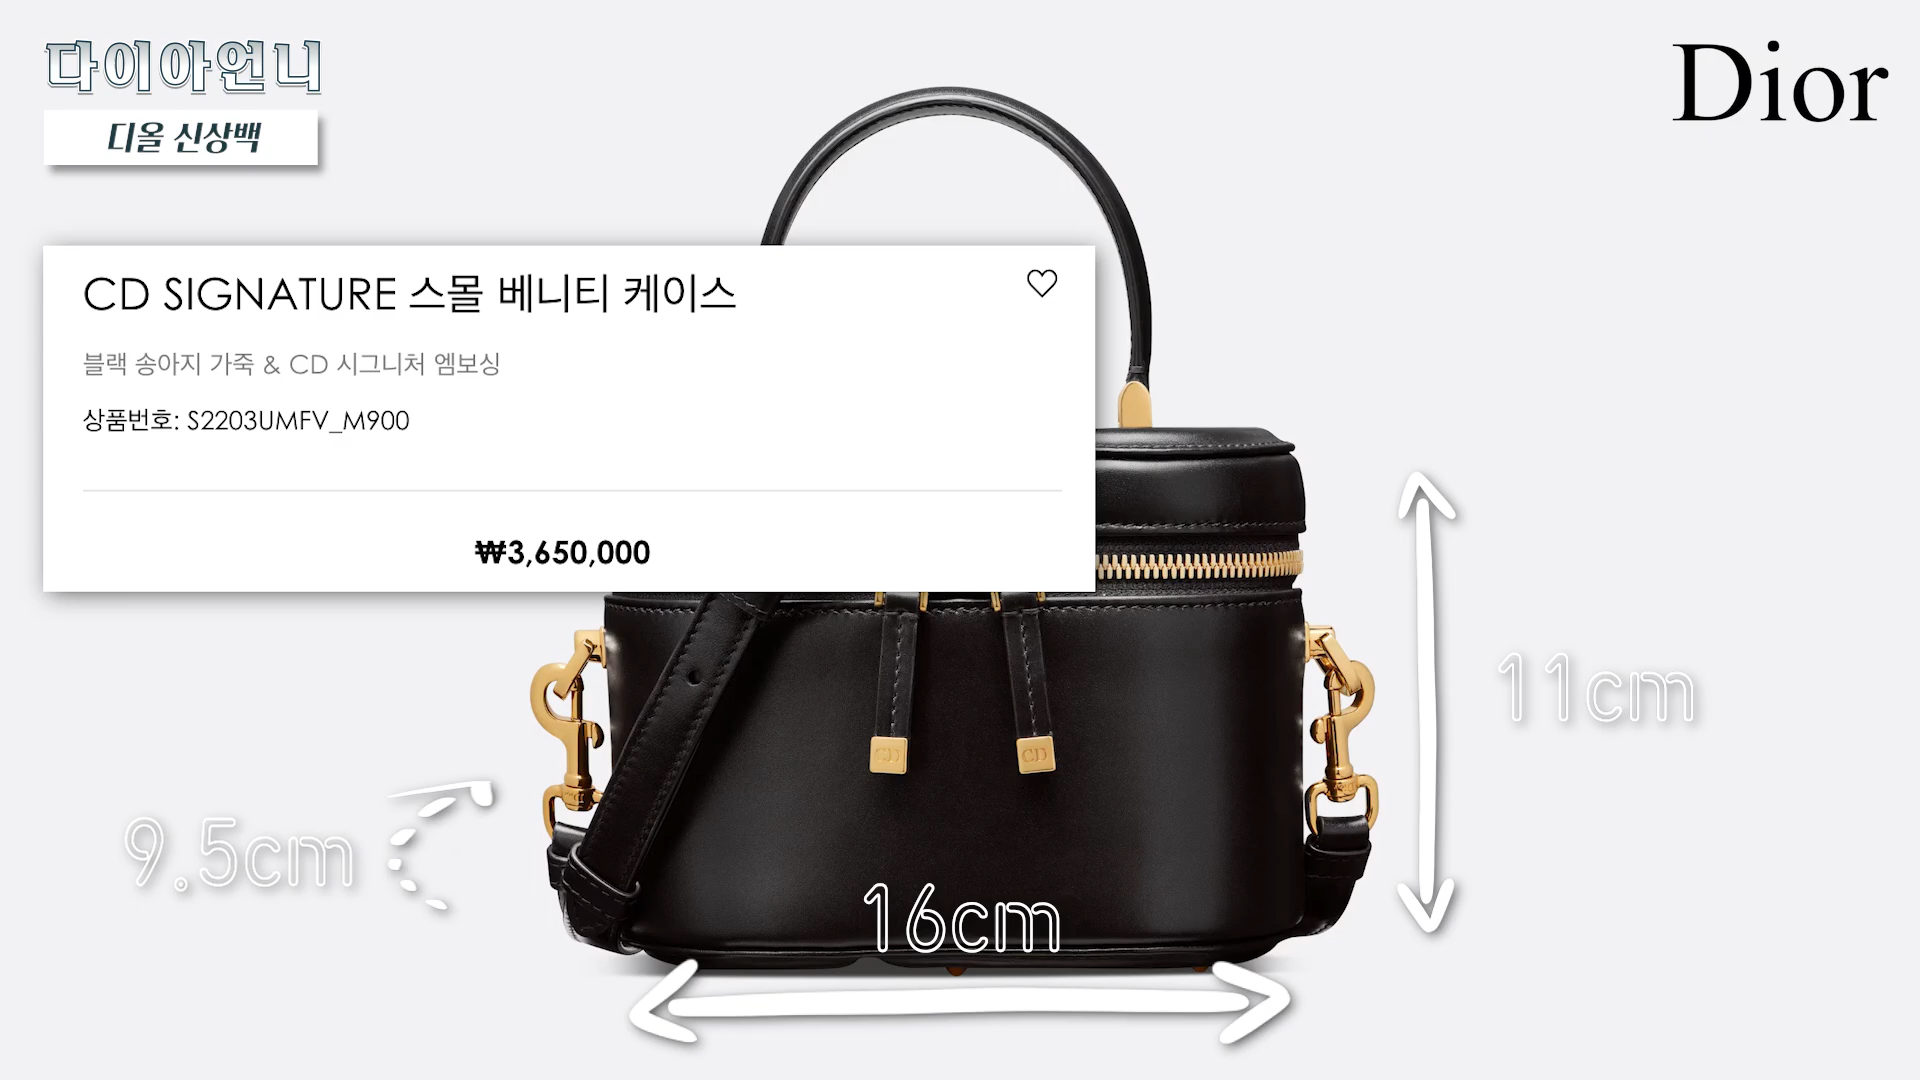 다이아언니
디올 신상백
Dior
CD SIGNATURE 스몰 베니티 케이스
블랙 송아지 가죽 & CD 시그니처 엠보싱
상품번호: S2203UMFV_M900
₩3,650,000
11cm
9.5cm
16cm
CD
CD